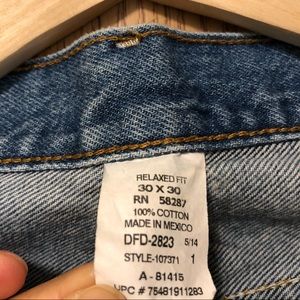 RELAXED FIT
30 X 30
RN 58287
100% COTTON
MADE IN MEXICO
DFD-2823 5/14
STYLE-107371 1
A - 81415
UPC # 75481911283